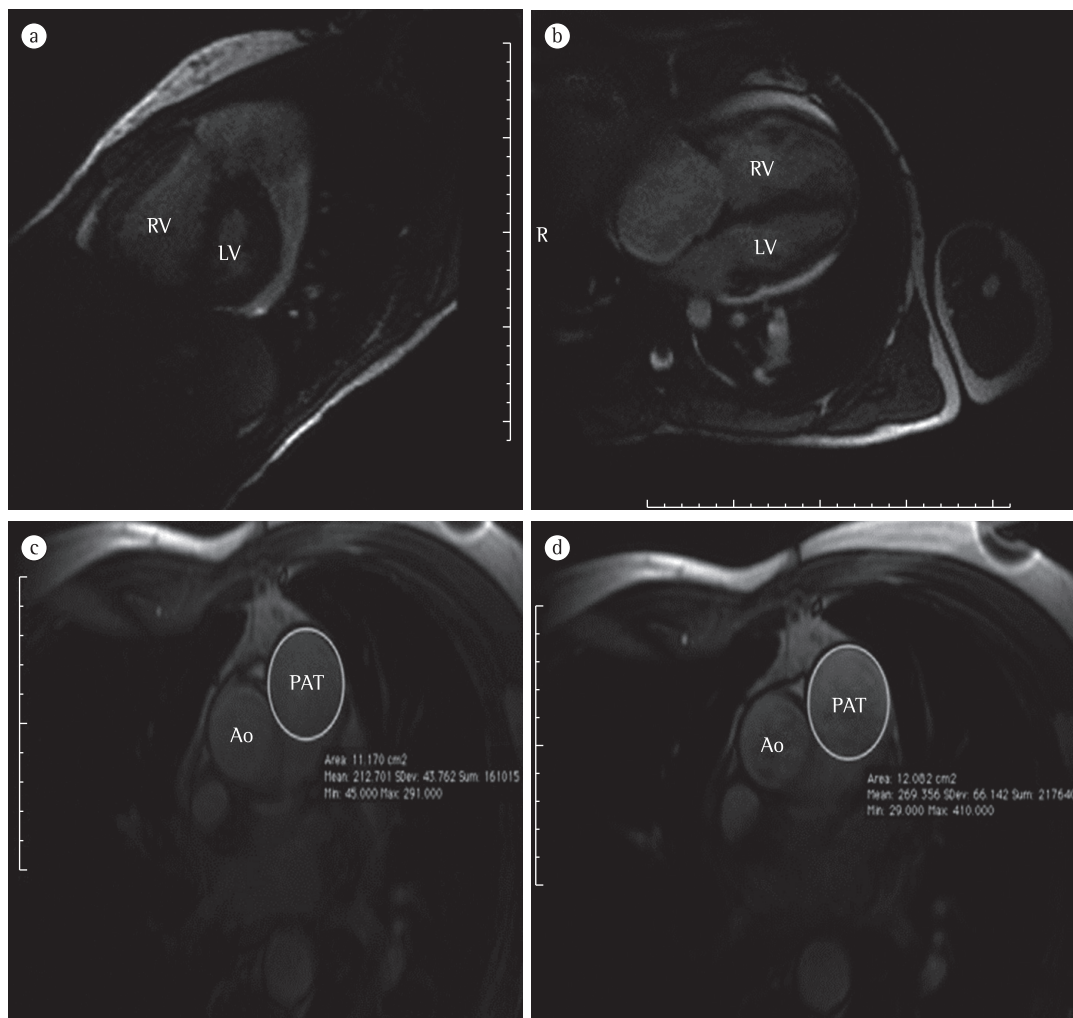 a
RV
LV
b
R
RV
LV
c
PAT
Ao
Area: 11.170 cm2
Mean: 212.701 SDev: 43.762 Sum: 161015
Min: 45.000 Max: 291.000
d
PAT
Ao
Area: 12.082 cm2
Mean: 269.356 SDev: 66.142 Sum: 217640
Min: 29.000 Max: 410.000